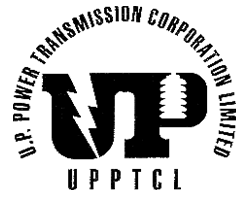 U.P. POWER TRANSMISSION CORPORATION LIMITED
UP
UPPTCL